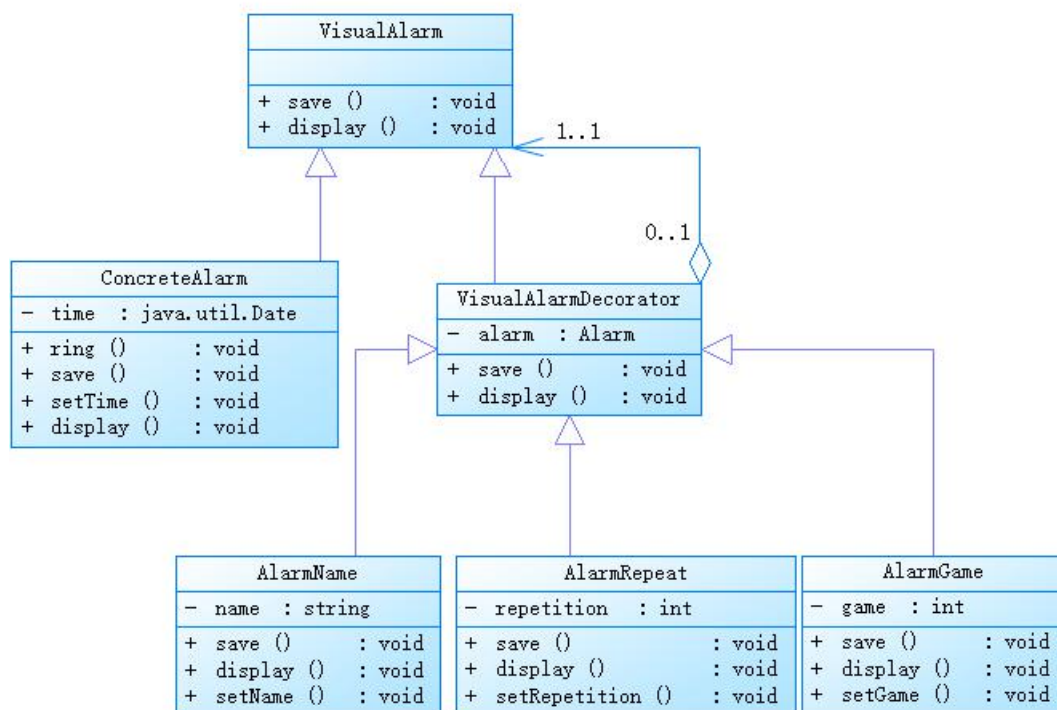 VisualAlarm
+ save () : void
+ display () : void
1..1
0..1
ConcreteAlarm
- time : java.util.Date
+ ring () : void
+ save () : void
+ setTime () : void
+ display () : void
VisualAlarmDecorator
- alarm : Alarm
+ save () : void
+ display () : void
AlarmName
- name : string
+ save () : void
+ display () : void
+ setName () : void
AlarmRepeat
- repetition : int
+ save () : void
+ display () : void
+ setRepetition () : void
AlarmGame
- game : int
+ save () : void
+ display () : void
+ setGame () : void